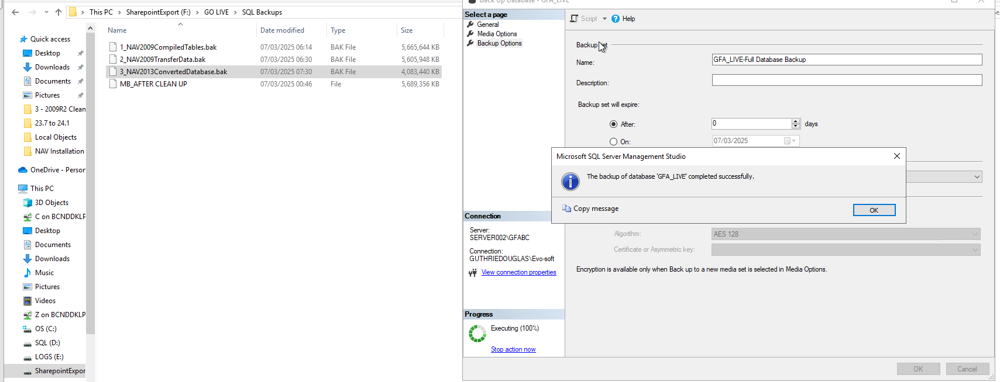 Back Up Database - GFA_LIVE
This PC > SharepointExport (F:) > GO LIVE > SQL Backups
Name Date modified Type Size
1_NAV2009CompiledTables.bak 07/03/2025 06:14 BAK File 5,665,644 KB
2_NAV2009TransferData.bak 07/03/2025 06:30 BAK File 5,605,948 KB
3_NAV2013ConvertedDatabase.bak 07/03/2025 07:30 BAK File 4,083,440 KB
MB_AFTER CLEAN UP 07/03/2025 00:46 File 5,689,356 KB
Quick access
Desktop
Downloads
Documents
Pictures
3 - 2009R2 Clean
23.7 to 24.1
Local Objects
NAV Installation
OneDrive - Person
This PC
3D Objects
C on BCNDDKLP
Desktop
Documents
Downloads
Music
Pictures
Videos
Z on BCNDDKLP
OS (C:)
SQL (D:)
LOGS (E:)
SharepointExpor
Select a page
General
Media Options
Backup Options
Script
Help
Backup set
Name: GFA_LIVE-Full Database Backup
Description:
Backup set will expire:
After: 0 days
On: 07/03/2025
Microsoft SQL Server Management Studio
The backup of database 'GFA_LIVE' completed successfully.
Copy message
OK
Connection
Server:
SERVER002\GFABC
Connection:
GUTHRIEDOUGLAS\Evo-soft
View connection properties
Algorithm: AES 128
Certificate or Asymmetric key:
Encryption is available only when Back up to a new media set is selected in Media Options.
Progress
Executing (100%)
Stop action now
OK Cancel